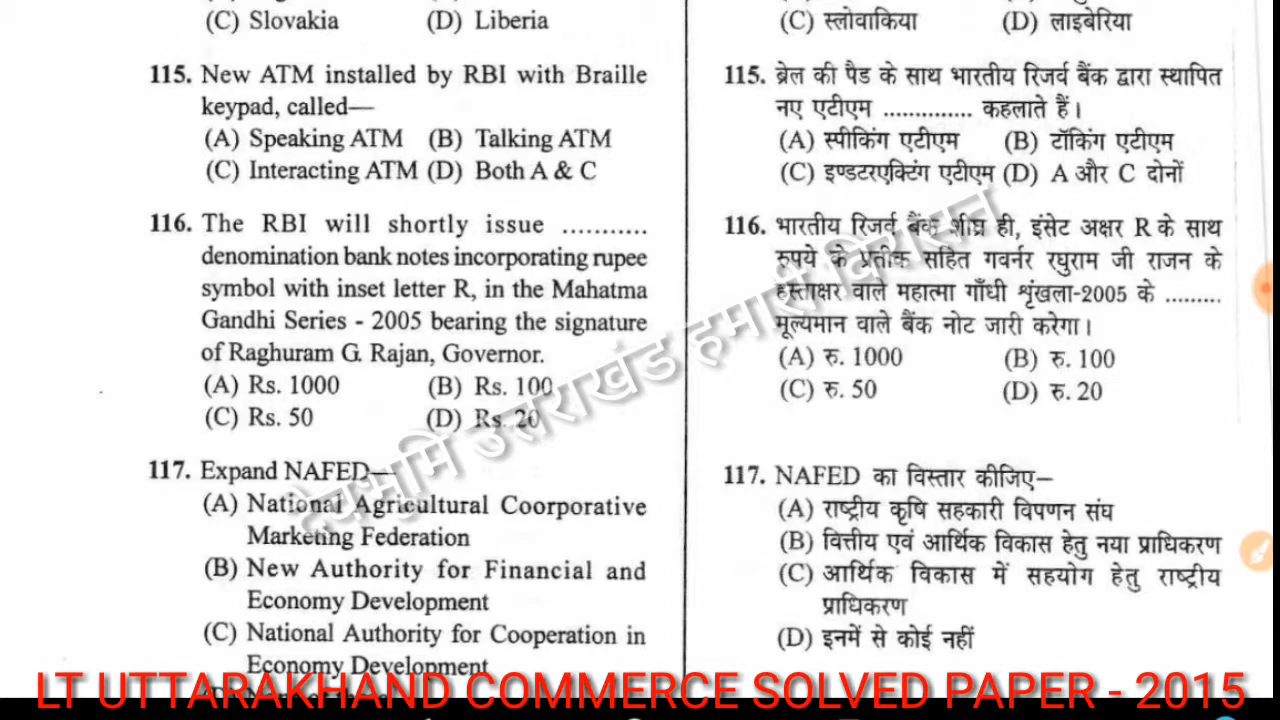 (C) Slovakia (D) Liberia
115. New ATM installed by RBI with Braille
keypad, called—
(A) Speaking ATM (B) Talking ATM
(C) Interacting ATM (D) Both A & C
116. The RBI will shortly issue ...........
denomination bank notes incorporating rupee
symbol with inset letter R, in the Mahatma
Gandhi Series - 2005 bearing the signature
of Raghuram G. Rajan, Governor.
(A) Rs. 1000 (B) Rs. 100
(C) Rs. 50 (D) Rs. 20
117. Expand NAFED—
(A) National Agricultural Coorporative
Marketing Federation
(B) New Authority for Financial and
Economy Development
(C) National Authority for Cooperation in
Economy Development
(C) स्लोवाकिया (D) लाइबेरिया
115. ब्रेल की पैड के साथ भारतीय रिजर्व बैंक द्वारा स्थापित
नए एटीएम .............. कहलाते हैं।
(A) स्पीकिंग एटीएम (B) टॉकिंग एटीएम
(C) इण्डटरएक्टिंग एटीएम (D) A और C दोनों
116. भारतीय रिजर्व बैंक शीघ्र ही, इंसेट अक्षर R के साथ
रुपये के प्रतीक सहित गवर्नर रघुराम जी राजन के
हस्ताक्षर वाले महात्मा गाँधी शृंखला-2005 के .........
मूल्यमान वाले बैंक नोट जारी करेगा।
(A) रु. 1000 (B) रु. 100
(C) रु. 50 (D) रु. 20
117. NAFED का विस्तार कीजिए–
(A) राष्ट्रीय कृषि सहकारी विपणन संघ
(B) वित्तीय एवं आर्थिक विकास हेतु नया प्राधिकरण
(C) आर्थिक विकास में सहयोग हेतु राष्ट्रीय
प्राधिकरण
(D) इनमें से कोई नहीं
देवभूमि उत्तराखंड हमारी विरासन
LT UTTARAKHAND COMMERCE SOLVED PAPER - 2015